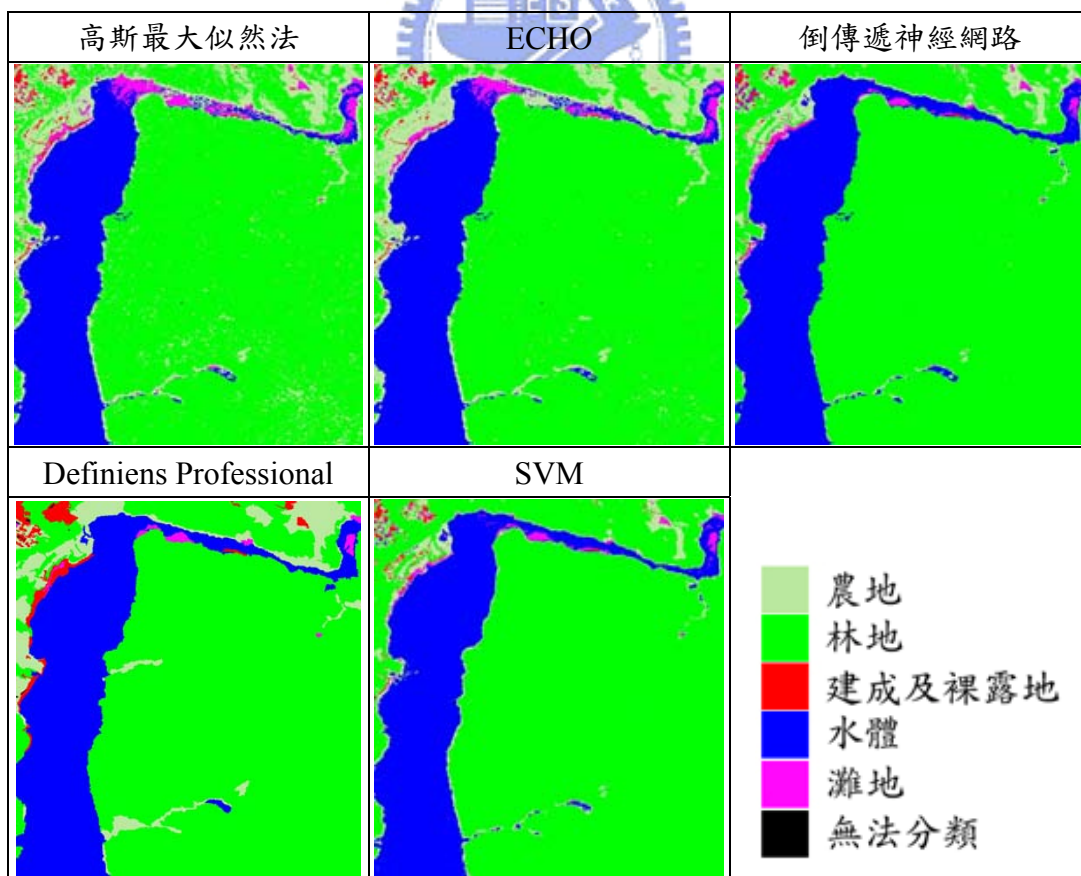 高斯最大似然法
ECHO
倒傳遞神經網路
Definiens Professional
SVM
農地
林地
建成及裸露地
水體
灘地
無法分類